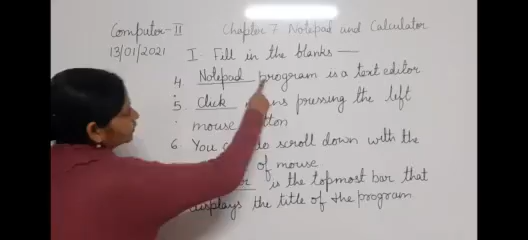 Computer-II Chapter 7 Notepad and Calculator
13/01/2021 I. Fill in the blanks —
4. Notepad program is a text editor
5. Click pressing the left
mouse
6. You scroll down with the
of mouse.
is the topmost bar that
displays the title of the program